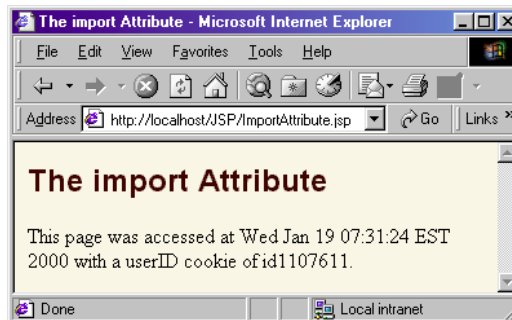 The import Attribute - Microsoft Internet Explorer
File Edit View Favorites Tools Help
Address http://localhost/JSP/ImportAttribute.jsp Go Links »
The import Attribute
This page was accessed at Wed Jan 19 07:31:24 EST
2000 with a userID cookie of id1107611.
Done Local intranet